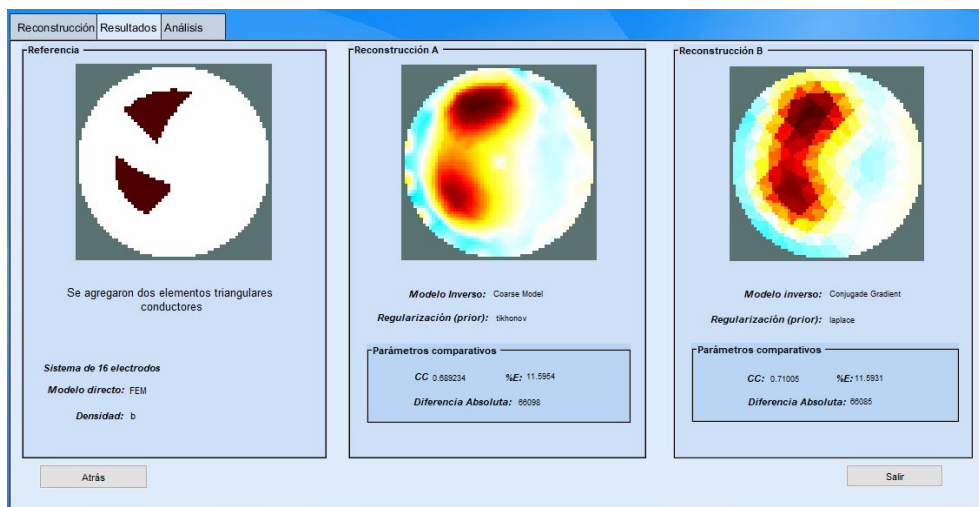 Reconstrucción Resultados Análisis
Referencia
Se agregaron dos elementos triangulares
conductores
Sistema de 16 electrodos
Modelo directo: FEM
Densidad: b
Reconstrucción A
Modelo Inverso: Coarse Model
Regularización (prior): tikhonov
Parámetros comparativos
CC 0.689234 %E: 11.5954
Diferencia Absoluta: 66098
Reconstrucción B
Modelo inverso: Conjugade Gradient
Regularización (prior): laplace
Parámetros comparativos
CC: 0.71005 %E: 11.5931
Diferencia Absoluta: 66085
Atrás
Salir